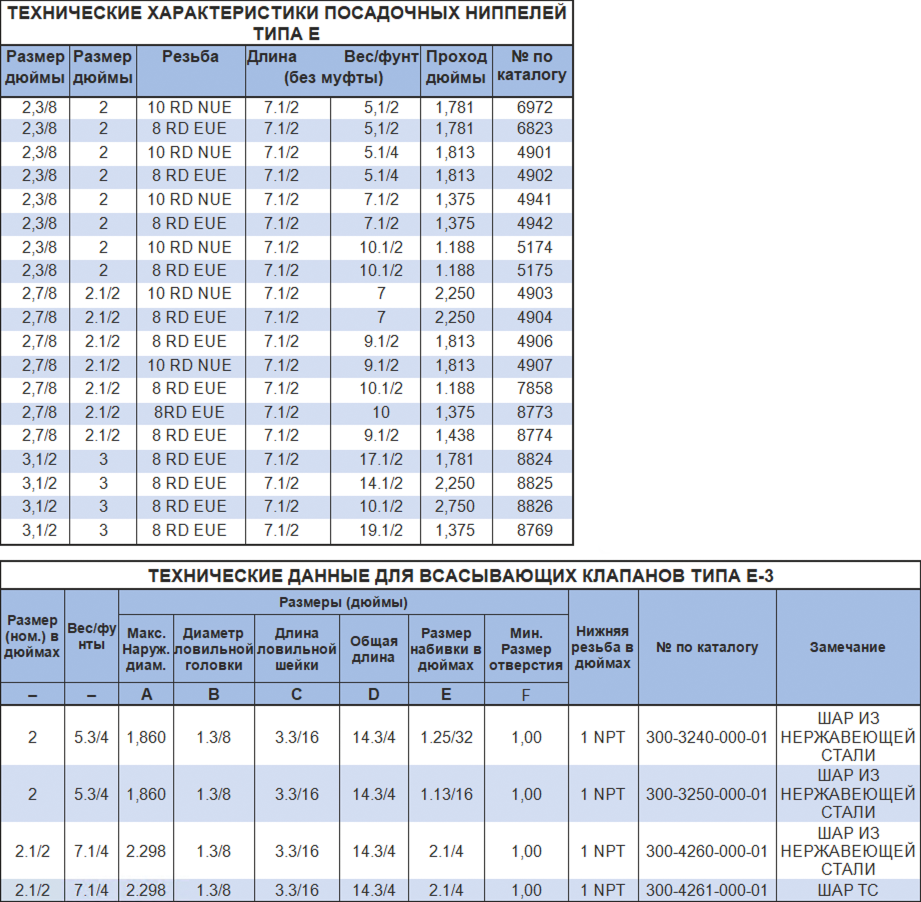 ТЕХНИЧЕСКИЕ ХАРАКТЕРИСТИКИ ПОСАДОЧНЫХ НИППЕЛЕЙ
ТИПА Е
Размер Размер Резьба Длина Вес/фунт Проход № по
дюймы дюймы (без муфты) дюймы каталогу
2,3/8 2 10 RD NUE 7.1/2 5,1/2 1,781 6972
2,3/8 2 8 RD EUE 7.1/2 5,1/2 1,781 6823
2,3/8 2 10 RD NUE 7.1/2 5.1/4 1,813 4901
2,3/8 2 8 RD EUE 7.1/2 5.1/4 1,813 4902
2,3/8 2 10 RD NUE 7.1/2 7.1/2 1,375 4941
2,3/8 2 8 RD EUE 7.1/2 7.1/2 1,375 4942
2,3/8 2 10 RD NUE 7.1/2 10.1/2 1.188 5174
2,3/8 2 8 RD EUE 7.1/2 10.1/2 1.188 5175
2,7/8 2.1/2 10 RD NUE 7.1/2 7 2,250 4903
2,7/8 2.1/2 8 RD EUE 7.1/2 7 2,250 4904
2,7/8 2.1/2 8 RD EUE 7.1/2 9.1/2 1,813 4906
2,7/8 2.1/2 10 RD NUE 7.1/2 9.1/2 1,813 4907
2,7/8 2.1/2 8 RD EUE 7.1/2 10.1/2 1.188 7858
2,7/8 2.1/2 8RD EUE 7.1/2 10 1,375 8773
2,7/8 2.1/2 8 RD EUE 7.1/2 9.1/2 1,438 8774
3,1/2 3 8 RD EUE 7.1/2 17.1/2 1,781 8824
3,1/2 3 8 RD EUE 7.1/2 14.1/2 2,250 8825
3,1/2 3 8 RD EUE 7.1/2 10.1/2 2,750 8826
3,1/2 3 8 RD EUE 7.1/2 19.1/2 1,375 8769
ТЕХНИЧЕСКИЕ ДАННЫЕ ДЛЯ ВСАСЫВАЮЩИХ КЛАПАНОВ ТИПА Е-3
Размер
(ном.) в
дюймах
Вес/фу
нты
Размеры (дюймы)
Макс.
Наруж.
диам.
Диаметр
ловильной
головки
Длина
ловильной
шейки
Общая
длина
Размер
набивки в
дюймах
Мин.
Размер
отверстия
Нижняя
резьба в
дюймах
№ по каталогу
Замечание
– – A B C D E F
2 5.3/4 1,860 1.3/8 3.3/16 14.3/4 1.25/32 1,00 1 NPT 300-3240-000-01 ШАР ИЗ
НЕРЖАВЕЮЩЕЙ
СТАЛИ
2 5.3/4 1,860 1.3/8 3.3/16 14.3/4 1.13/16 1,00 1 NPT 300-3250-000-01 ШАР ИЗ
НЕРЖАВЕЮЩЕЙ
СТАЛИ
2.1/2 7.1/4 2.298 1.3/8 3.3/16 14.3/4 2.1/4 1,00 1 NPT 300-4260-000-01 ШАР ИЗ
НЕРЖАВЕЮЩЕЙ
СТАЛИ
2.1/2 7.1/4 2.298 1.3/8 3.3/16 14.3/4 2.1/4 1,00 1 NPT 300-4261-000-01 ШАР ТС